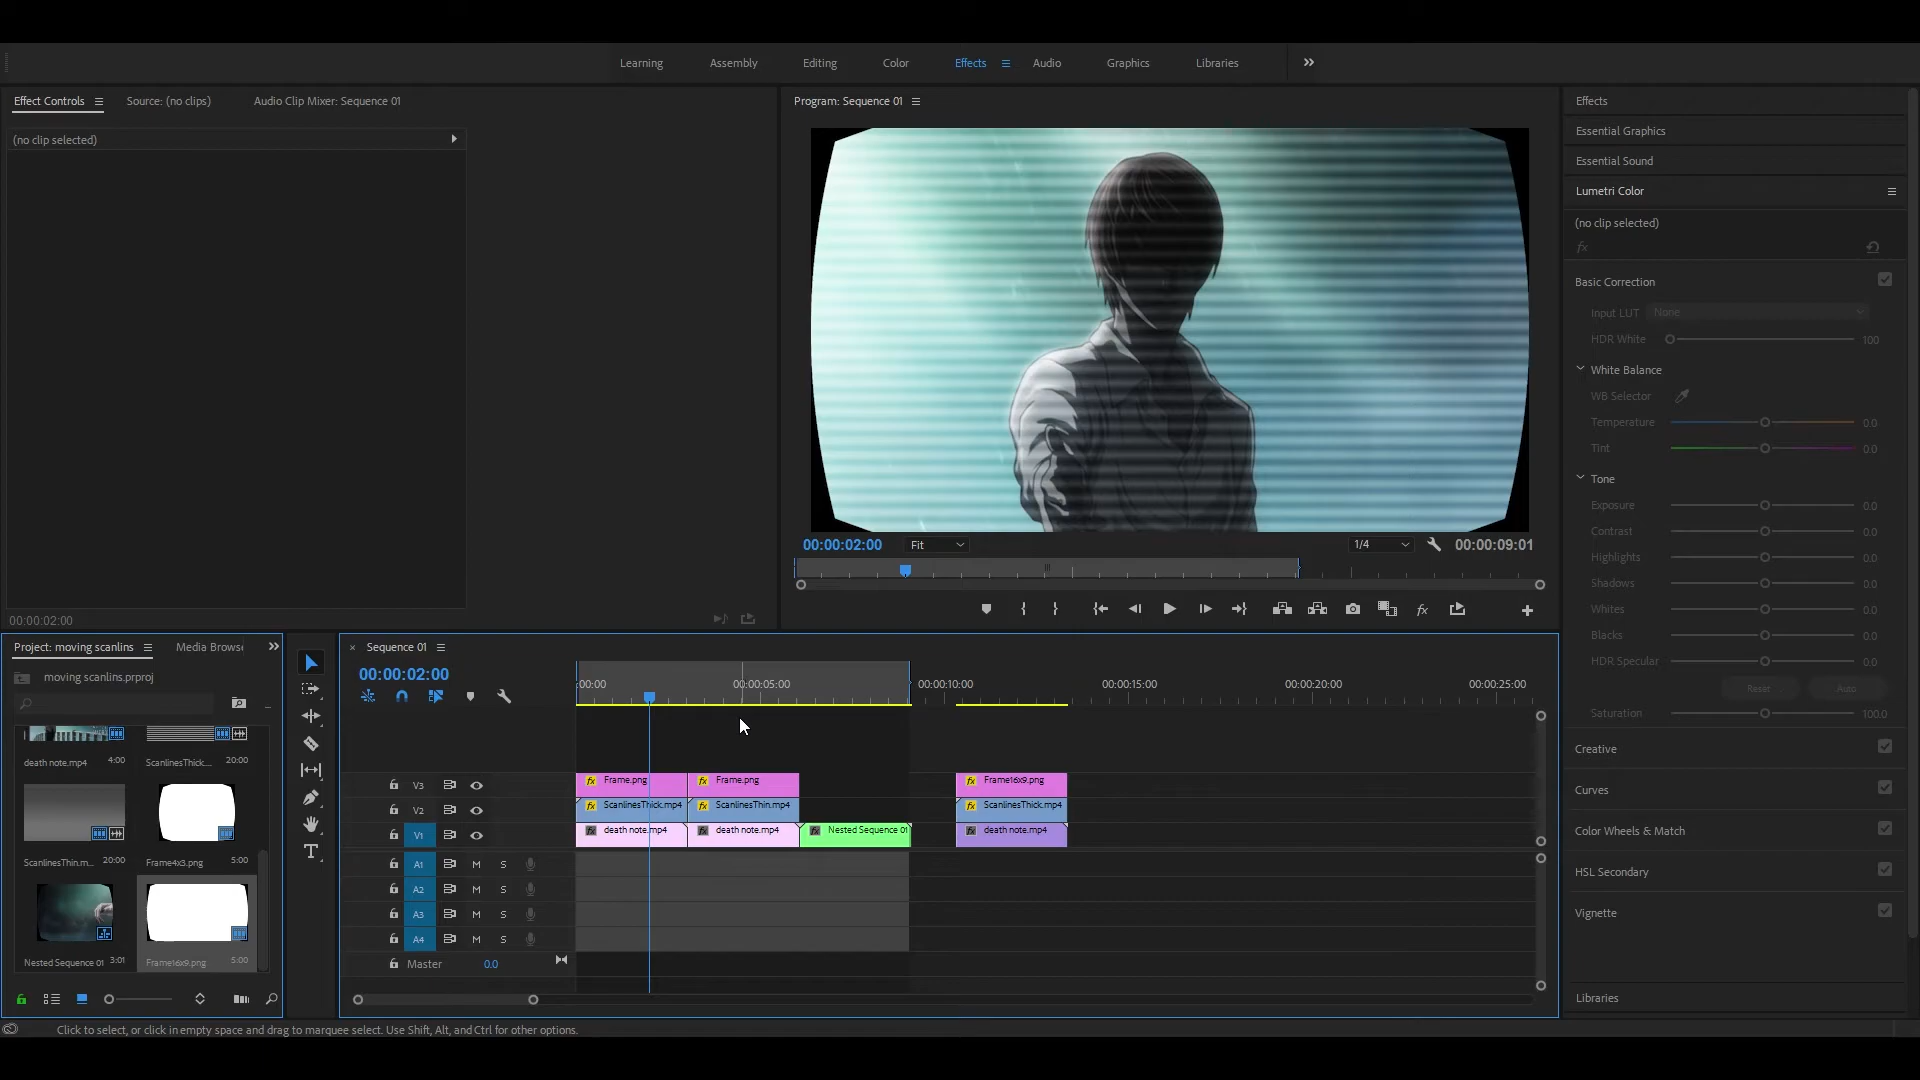 Learning Assembly Editing Color Effects Audio Graphics Libraries
Effect Controls Source: (no clips) Audio Clip Mixer: Sequence 01
(no clip selected)
00:00:02:00
Program: Sequence 01
00:00:02:00 Fit 1/4 00:00:09:01
Effects
Essential Graphics
Essential Sound
Lumetri Color
(no clip selected)
fx
Basic Correction
Input LUT None
HDR White 100
White Balance
WB Selector
Temperature 0.0
Tint 0.0
Tone
Exposure 0.0
Contrast 0.0
Highlights 0.0
Shadows 0.0
Whites 0.0
Blacks 0.0
HDR Specular 0.0
Reset Auto
Saturation 100.0
Creative
Curves
Color Wheels & Match
HSL Secondary
Vignette
Libraries
Project: moving scanlins Media Browse
moving scanlins.prproj
death note.mp4 4:00 ScanlinesThick.... 20:00
ScanlinesThin.m... 20:00 Frame4x3.png 5:00
Nested Sequence 01 3:01 Frame16x9.png 5:00
× Sequence 01
00:00:02:00
:00:00 00:00:05:00 00:00:10:00 00:00:15:00 00:00:20:00 00:00:25:00
V3 fx Frame.png fx Frame.png fx Frame16x9.png
V2 fx ScanlinesThick.mp4 fx ScanlinesThin.mp4 fx ScanlinesThick.mp4
V1 fx death note.mp4 fx death note.mp4 fx Nested Sequence 01 fx death note.mp4
A1 M S
A2 M S
A3 M S
A4 M S
Master 0.0
Click to select, or click in empty space and drag to marquee select. Use Shift, Alt, and Ctrl for other options.